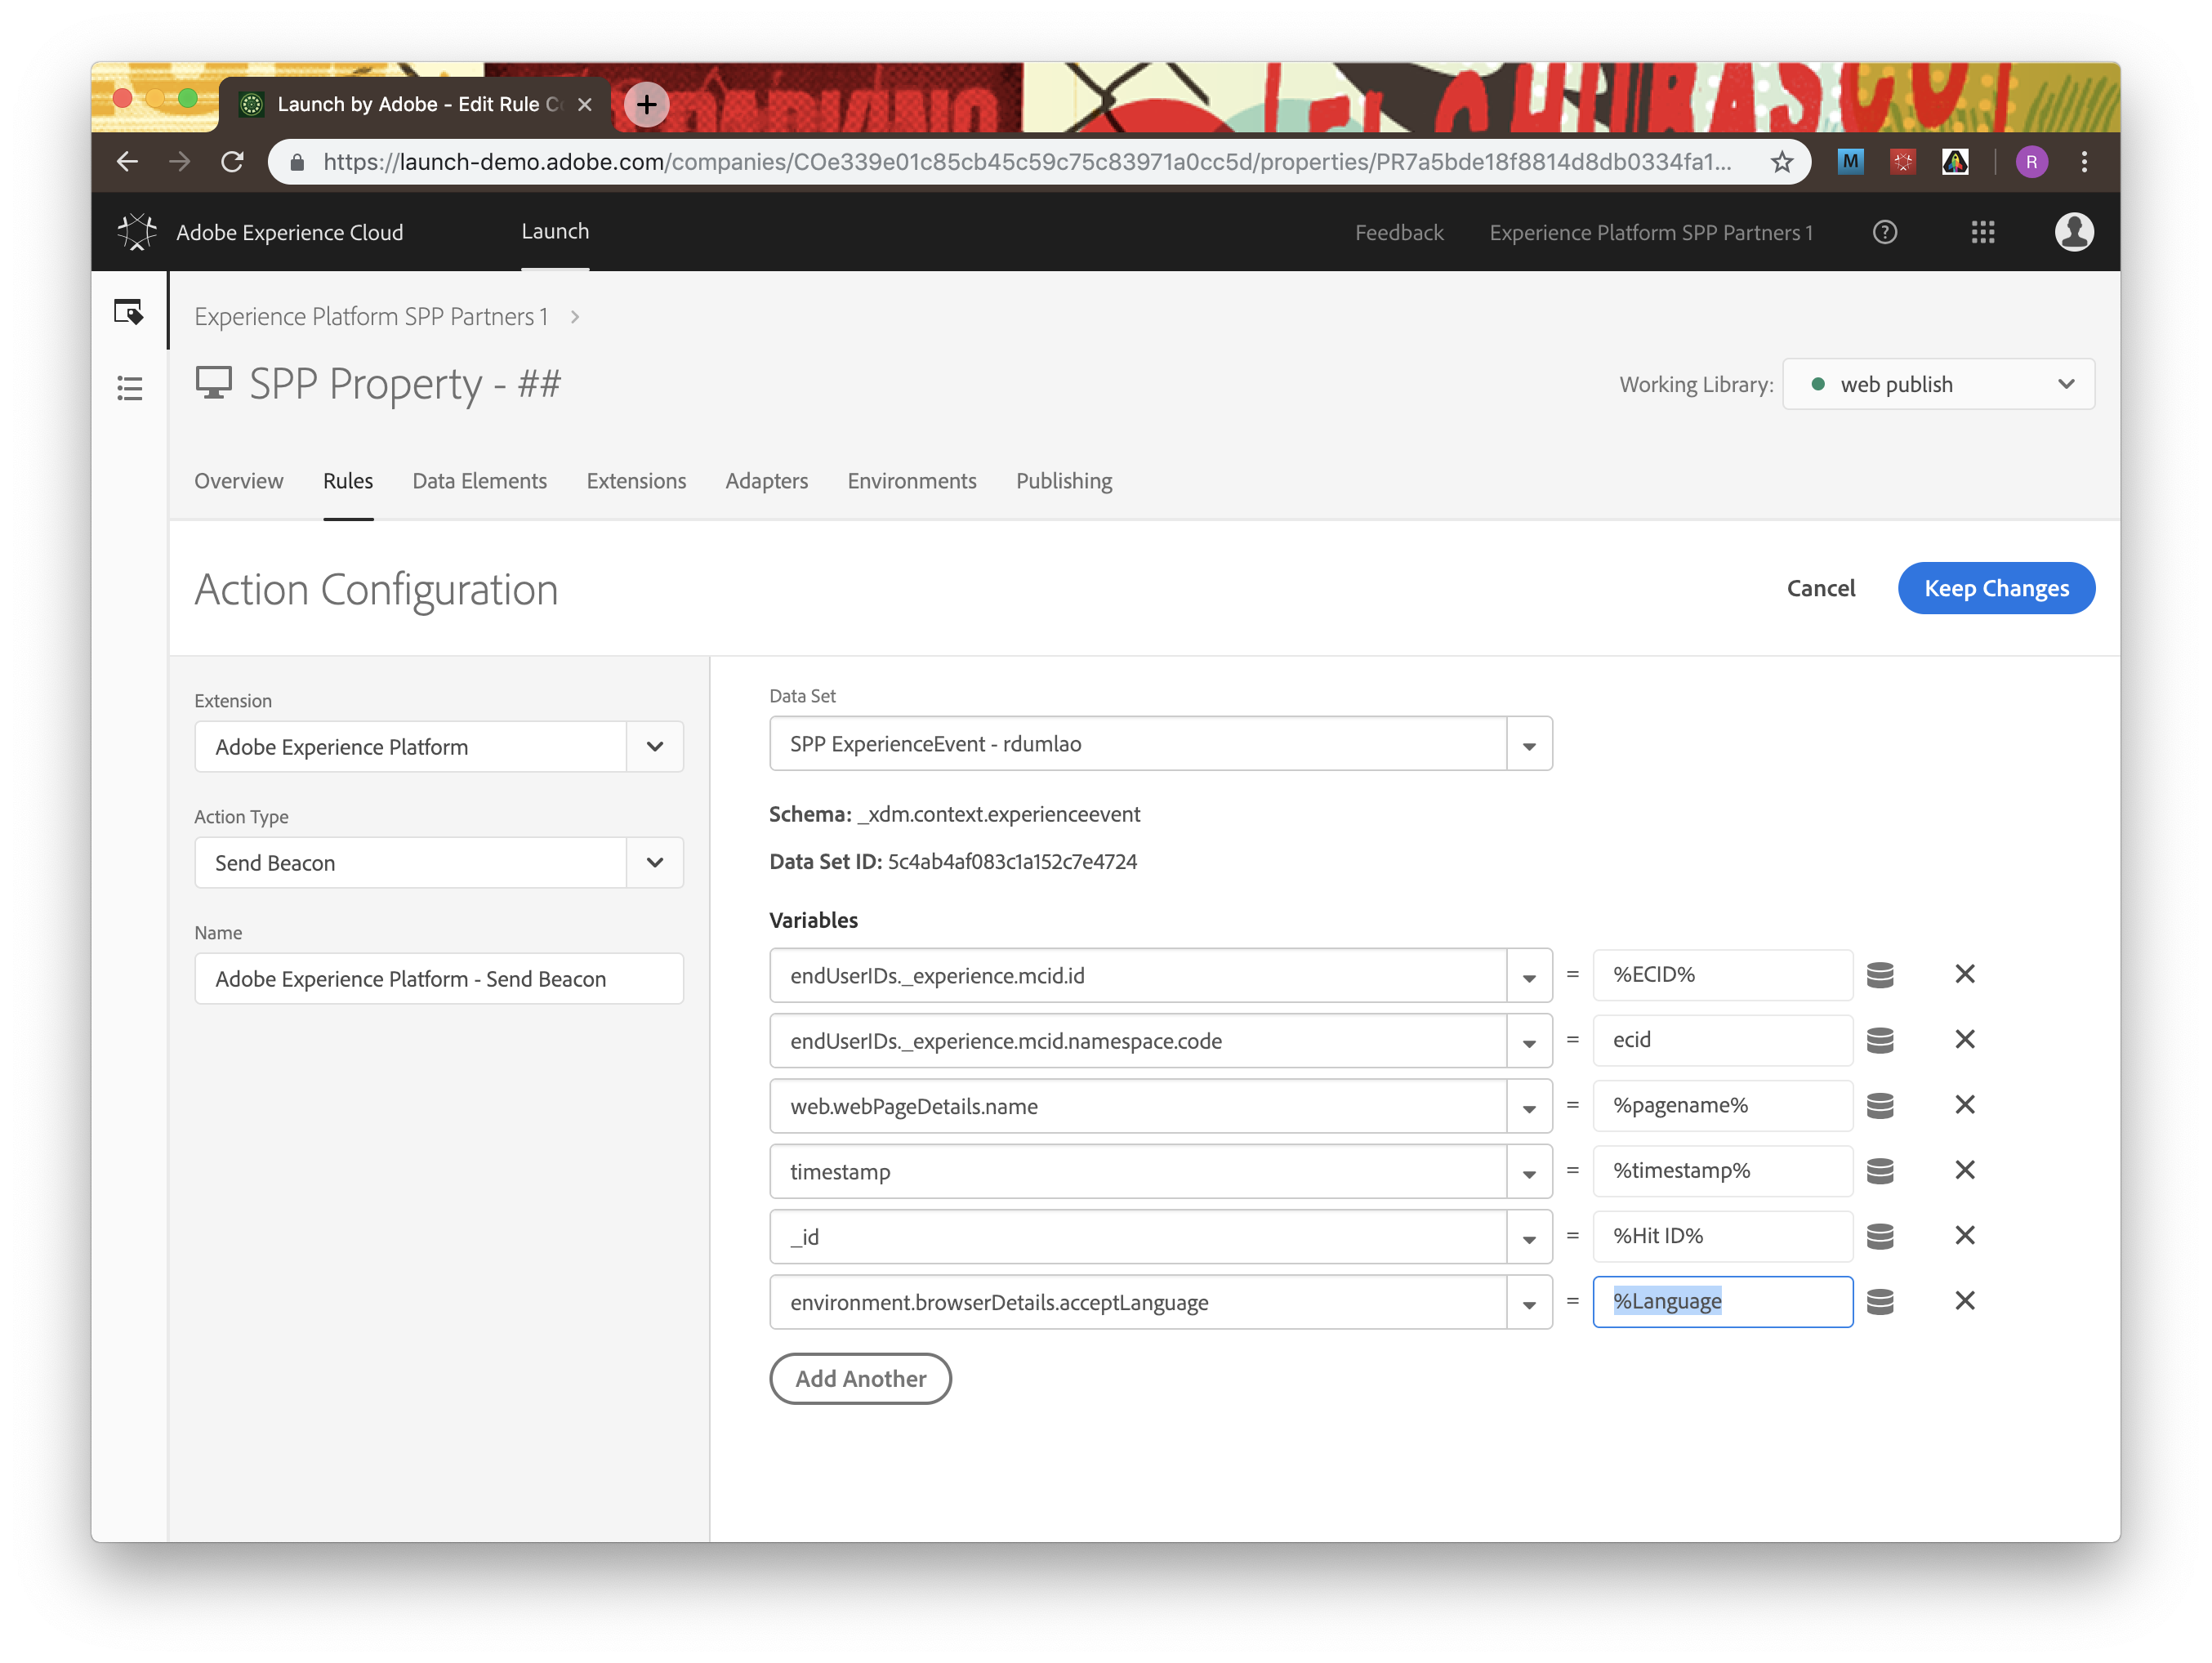 Launch by Adobe - Edit Rule C
https://launch-demo.adobe.com/companies/COe339e01c85cb45c59c75c83971a0cc5d/properties/PR7a5bde18f8814d8db0334fa1...
M
R
Adobe Experience Cloud
Launch
Feedback
Experience Platform SPP Partners 1
Experience Platform SPP Partners 1
SPP Property - ##
Working Library:
web publish
Overview
Rules
Data Elements
Extensions
Adapters
Environments
Publishing
Action Configuration
Cancel
Keep Changes
Extension
Adobe Experience Platform
Action Type
Send Beacon
Name
Adobe Experience Platform - Send Beacon
Data Set
SPP ExperienceEvent - rdumlao
Schema: _xdm.context.experienceevent
Data Set ID: 5c4ab4af083c1a152c7e4724
Variables
endUserIDs._experience.mcid.id = %ECID%
endUserIDs._experience.mcid.namespace.code = ecid
web.webPageDetails.name = %pagename%
timestamp = %timestamp%
_id = %Hit ID%
environment.browserDetails.acceptLanguage = %Language
Add Another